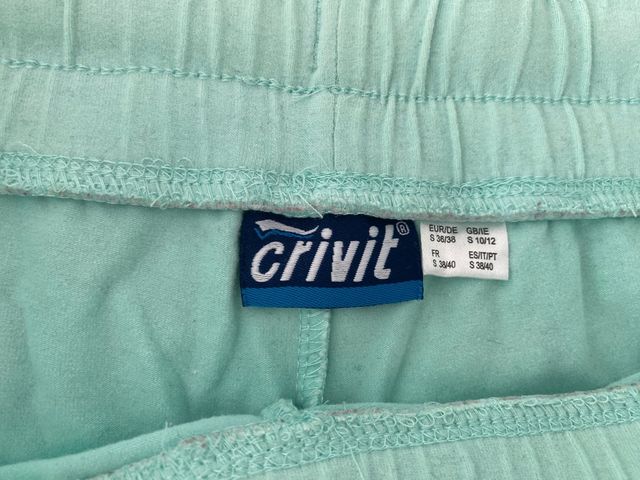 crivit®
EUR/DE GB/IE
S 36/38 S 10/12
FR ES/IT/PT
S 38/40 S 38/40